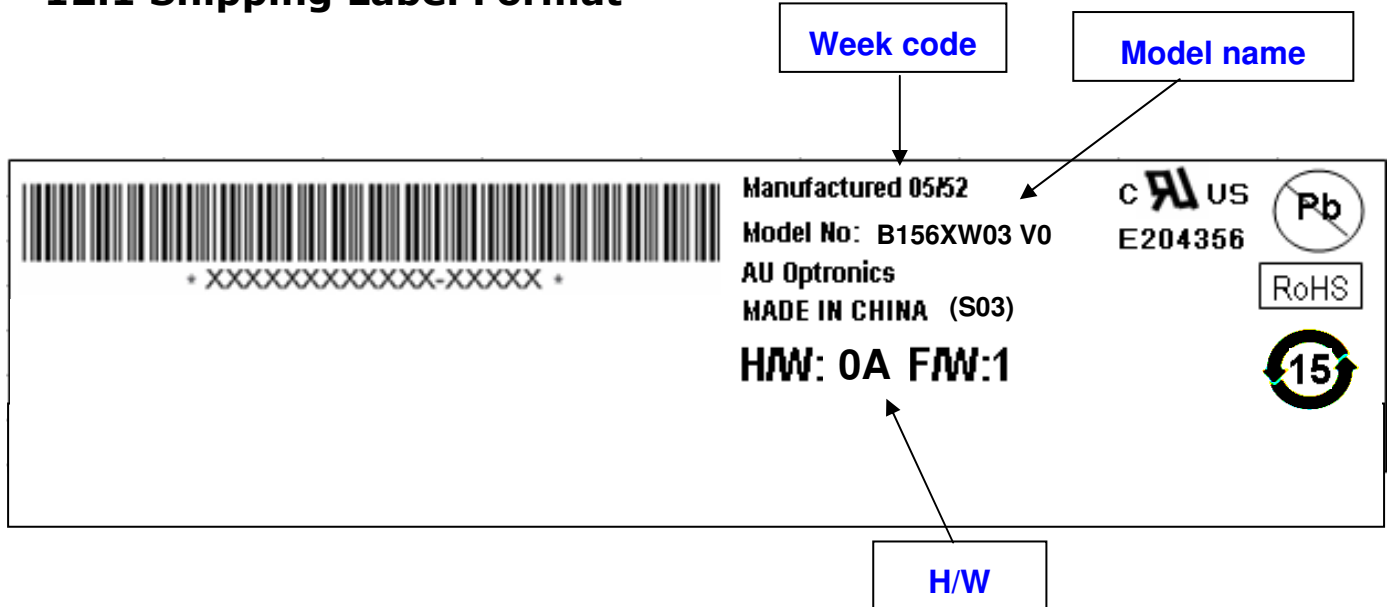 12.1 Shipping Label Format
Week code
Model name
Manufactured 05/52
Model No: B156XW03 V0
AU Optronics
MADE IN CHINA (S03)
H/W: 0A F/W:1
* XXXXXXXXXXXX-XXXXX *
c RU US
E204356
Pb
RoHS
15
H/W